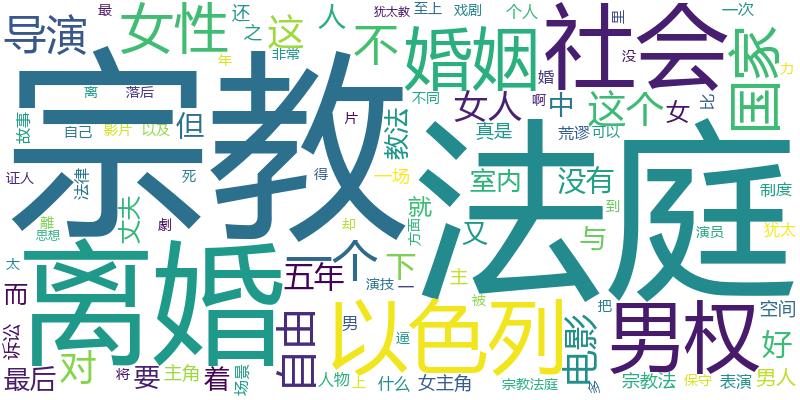 导演
最
女性
还
之
这
人
犹太教
至上
戏剧
个人
一次
里
没
社会
非常
不
婚姻
婚
国家
年
力
宗教
离
落后
片
不同
啊
女人
中
这个
女
比
故事
自己
影片
以及
但
教法
真是
荒谬
可以
证人
法律
死
得
一场
室内
没有
制度
法庭
丈夫
離
思想
劇
却
方面
就
又
与
到
演员
犹太
太
一个
五年
下
主
而
离婚
演技
一
被
把
诉讼
自由
男
逼
以色列
电影
男权
空间
好
对
最后
将
要
主角
着
场景
人物
上
什么
女主角
宗教法庭
多
宗教法
保守
表演
男人